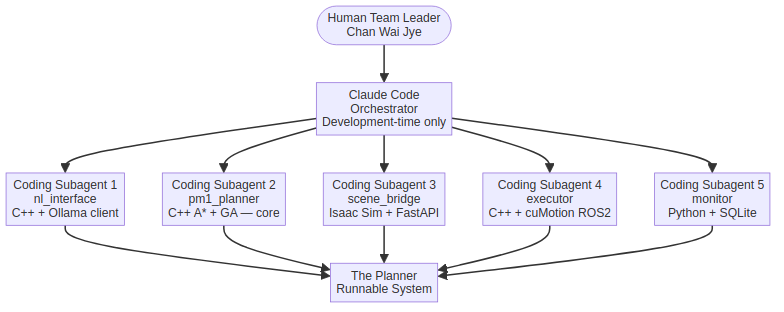 Human Team Leader
Chan Wai Jye
Claude Code
Orchestrator
Development-time only
Coding Subagent 1
nl_interface
C++ + Ollama client
Coding Subagent 2
pm1_planner
C++ A* + GA — core
Coding Subagent 3
scene_bridge
Isaac Sim + FastAPI
Coding Subagent 4
executor
C++ + cuMotion ROS2
Coding Subagent 5
monitor
Python + SQLite
The Planner
Runnable System